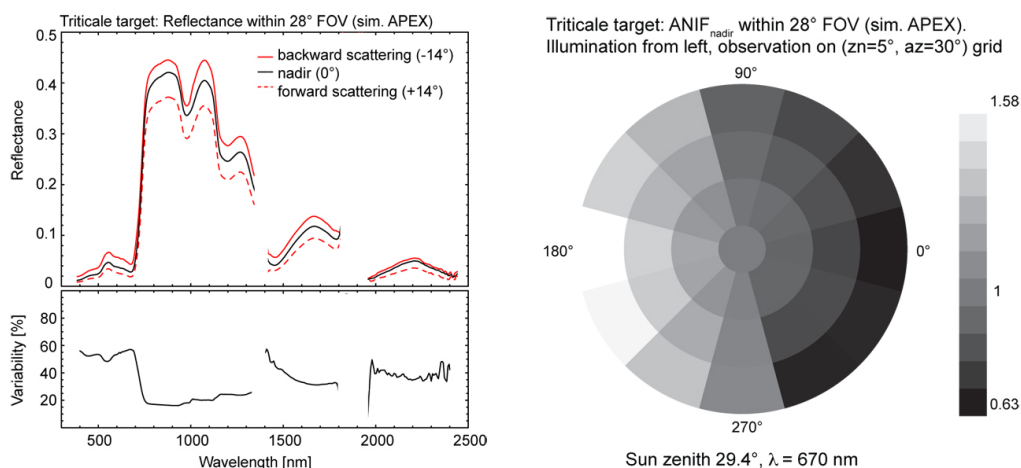 Triticale target: Reflectance within 28° FOV (sim. APEX)
0.5
0.4
0.3
0.2
0.1
0
Reflectance
backward scattering (-14°)
nadir (0°)
forward scattering (+14°)
80
60
40
20
Variability [%]
500
1000
1500
2000
2500
Wavelength [nm]
Triticale target: ANIFnadir within 28° FOV (sim. APEX).
Illumination from left, observation on (zn=5°, az=30°) grid
90°
180°
0°
270°
1.58
1
0.63
Sun zenith 29.4°, λ = 670 nm